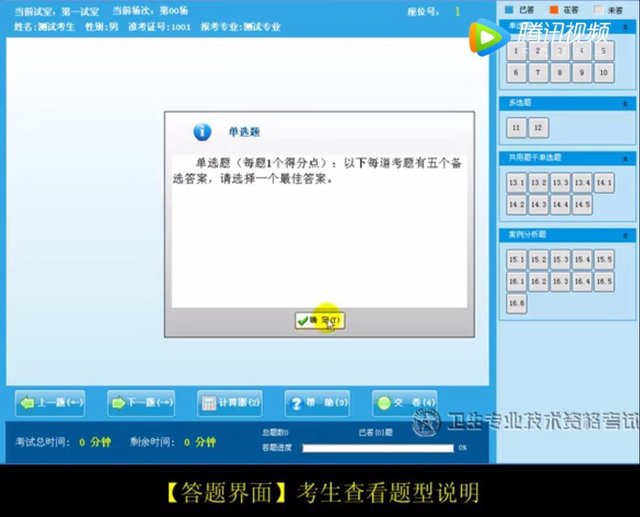 当前试室：第一试室 当前场次：第00场
姓名：测试考生 性别：男 准考证号：1001 报考专业：测试专业
座位号： 1
已答 在答 未答
腾讯视频
单选题
1 2 3 4 5
6 7 8 9 10
多选题
11 12
共用题干单选题
13.1 13.2 13.3 13.4 14.1
14.2 14.3 14.4 14.5
案例分析题
15.1 15.2 15.3 15.4 15.5
16.1 16.2 16.3 16.4 16.5
16.6
单选题
单选题（每题1个得分点）：以下每道考题有五个备
选答案，请选择一个最佳答案。
确 定(Y)
上一题(←) 下一题(→) 计算器(2) 帮 助(3) 交 卷(4)
卫生专业技术资格考试
考试总时间： 0 分钟 剩余时间： 0 分钟
总题数0 已答[0]题
答题进度 0%
【答题界面】考生查看题型说明